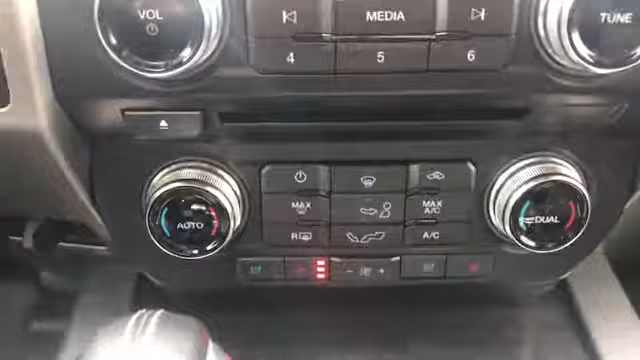 VOL
MEDIA
TUNE
4 5 6
MAX
MAX
A/C
AUTO
DUAL
R
A/C
- +